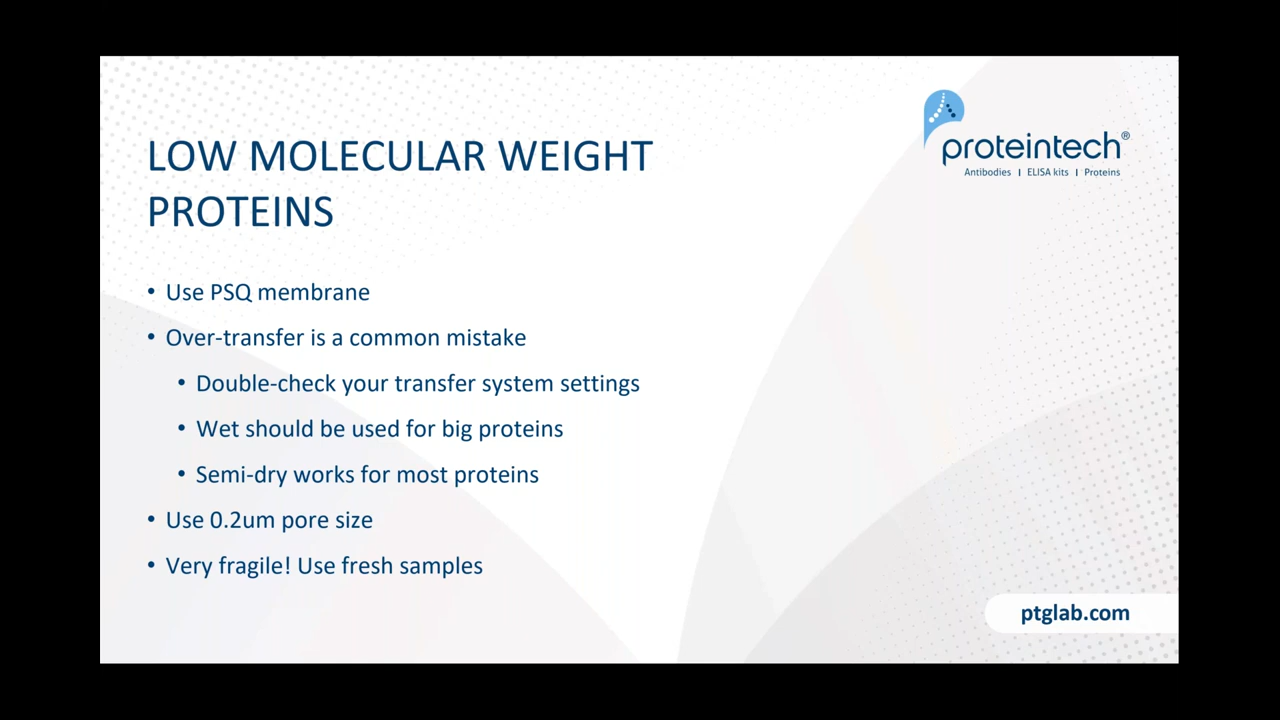 proteintech®
Antibodies | ELISA kits | Proteins
LOW MOLECULAR WEIGHT
PROTEINS
• Use PSQ membrane
• Over-transfer is a common mistake
• Double-check your transfer system settings
• Wet should be used for big proteins
• Semi-dry works for most proteins
• Use 0.2um pore size
• Very fragile! Use fresh samples
ptglab.com